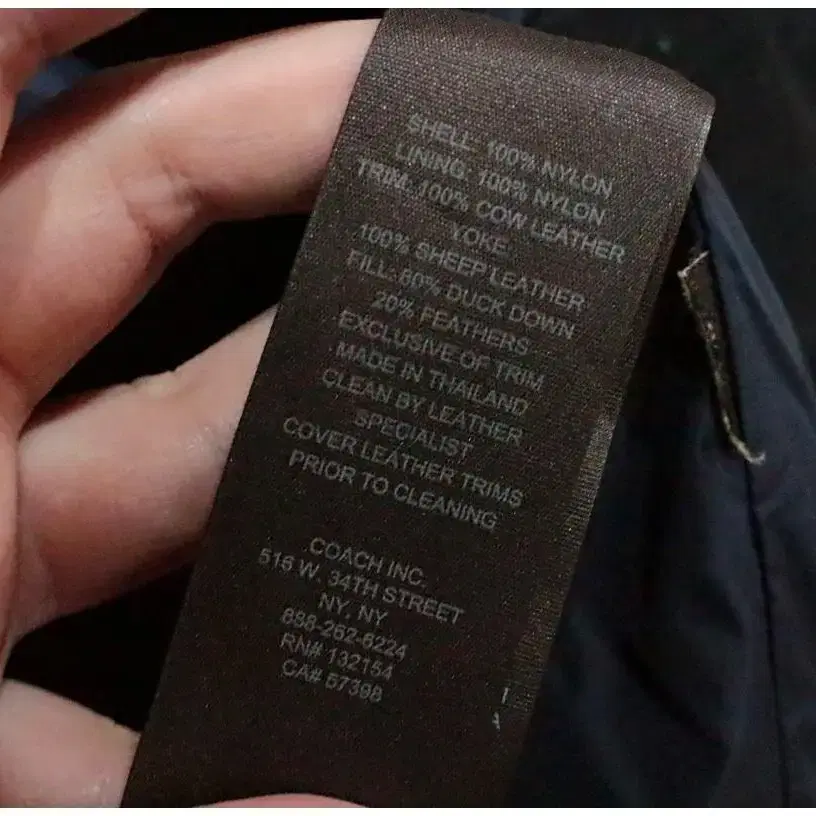 SHELL: 100% NYLON
LINING: 100% NYLON
TRIM: 100% COW LEATHER
YOKE
100% SHEEP LEATHER
FILL: 80% DUCK DOWN
20% FEATHERS
EXCLUSIVE OF TRIM
MADE IN THAILAND
CLEAN BY LEATHER
SPECIALIST
COVER LEATHER TRIMS
PRIOR TO CLEANING
COACH INC.
516 W. 34TH STREET
NY, NY
888-262-6224
RN# 132154
CA# 57398